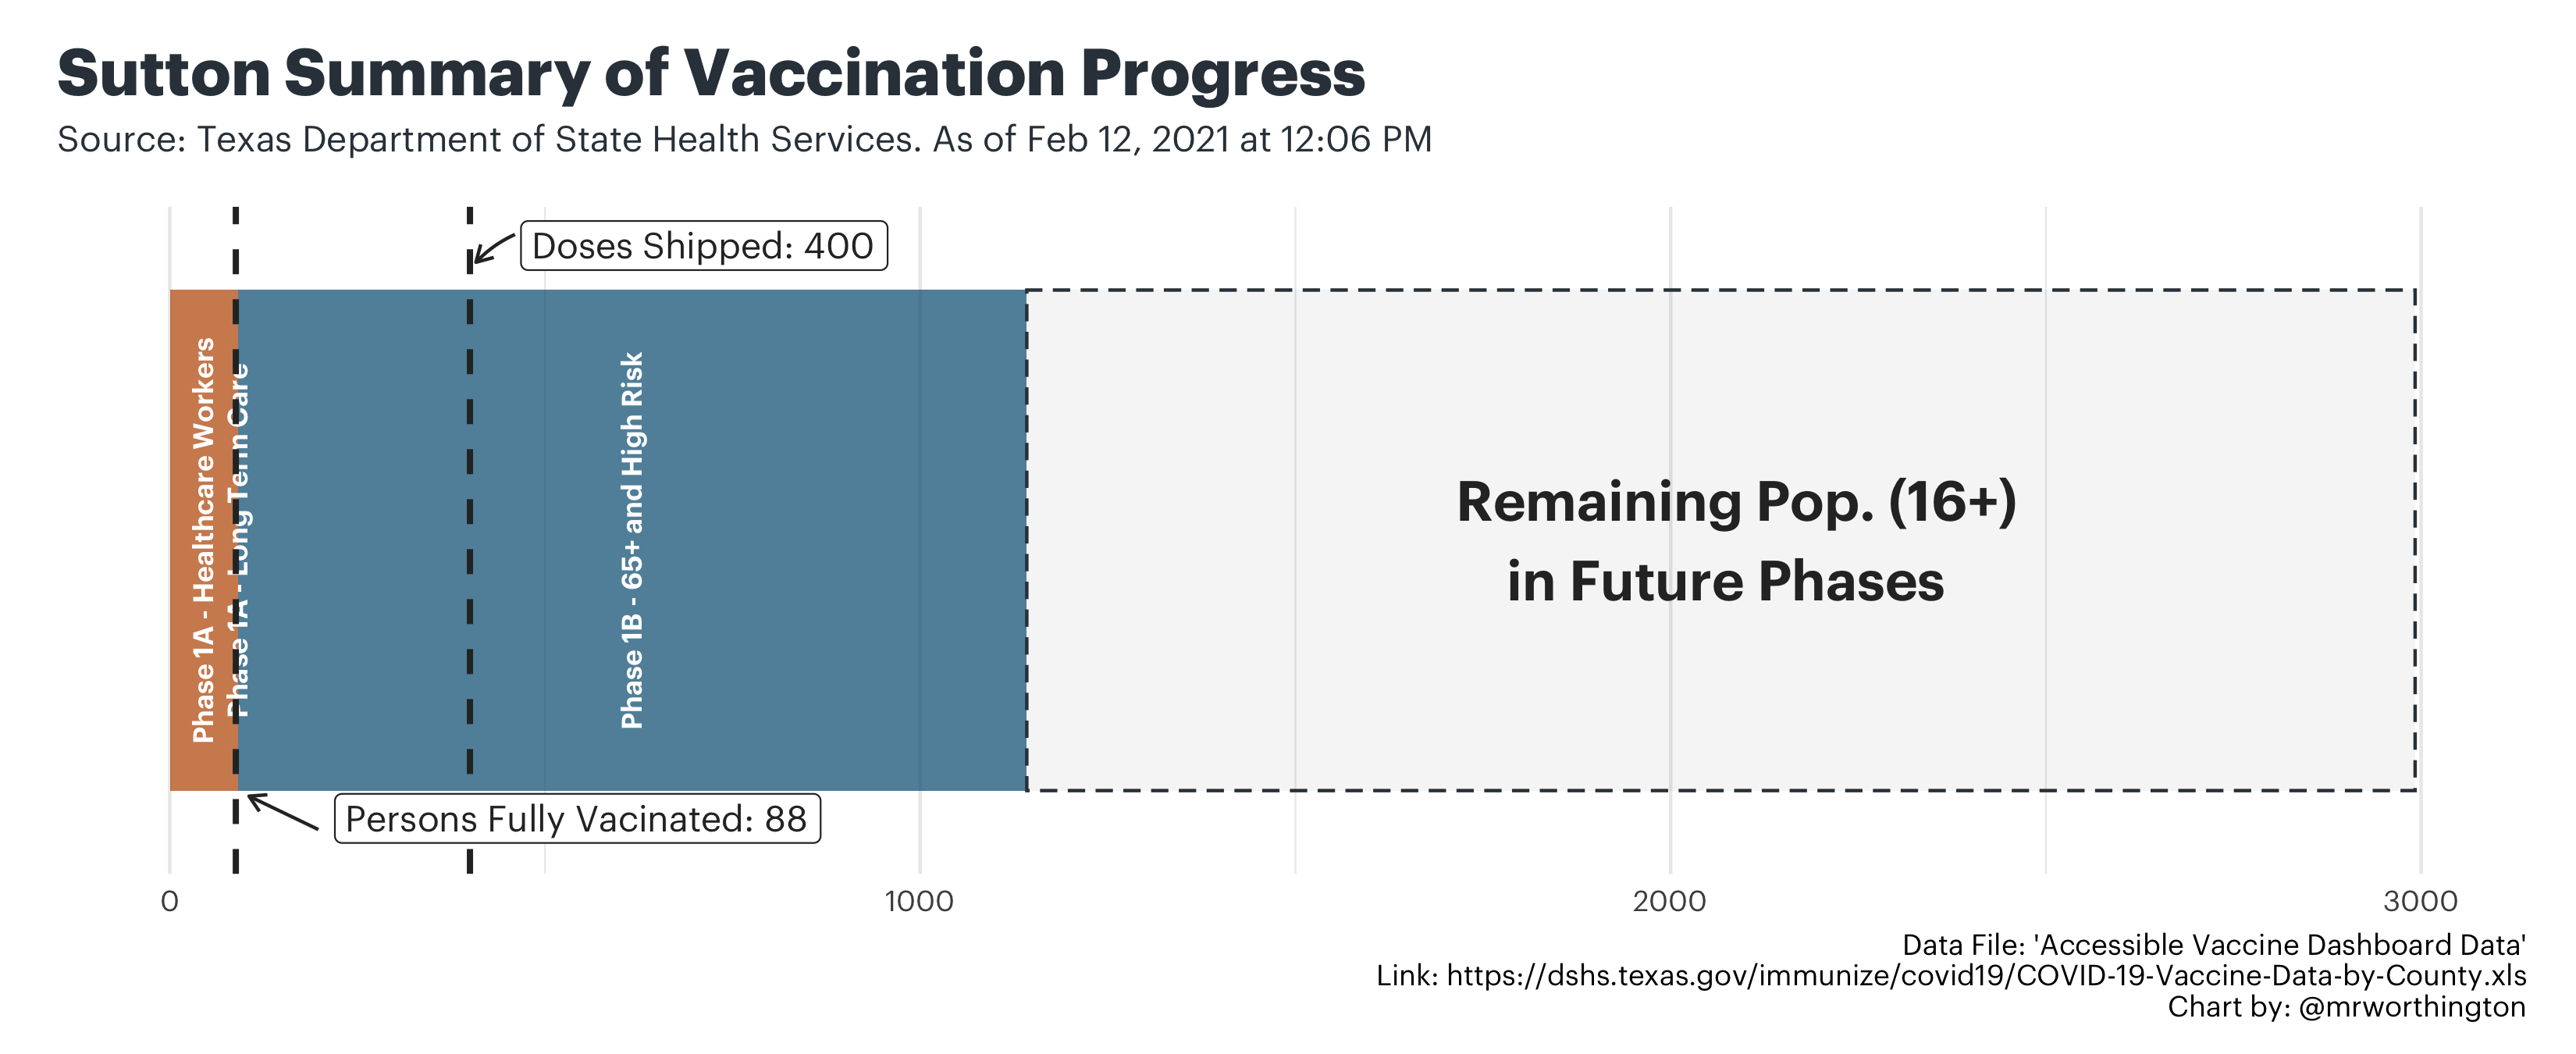 Sutton Summary of Vaccination Progress
Source: Texas Department of State Health Services. As of Feb 12, 2021 at 12:06 PM
Doses Shipped: 400
Phase 1A - Healthcare Workers
Phase 1A - Long Term Care
Phase 1B - 65+ and High Risk
Remaining Pop. (16+)
in Future Phases
Persons Fully Vacinated: 88
0
1000
2000
3000
Data File: 'Accessible Vaccine Dashboard Data'
Link: https://dshs.texas.gov/immunize/covid19/COVID-19-Vaccine-Data-by-County.xls
Chart by: @mrworthington